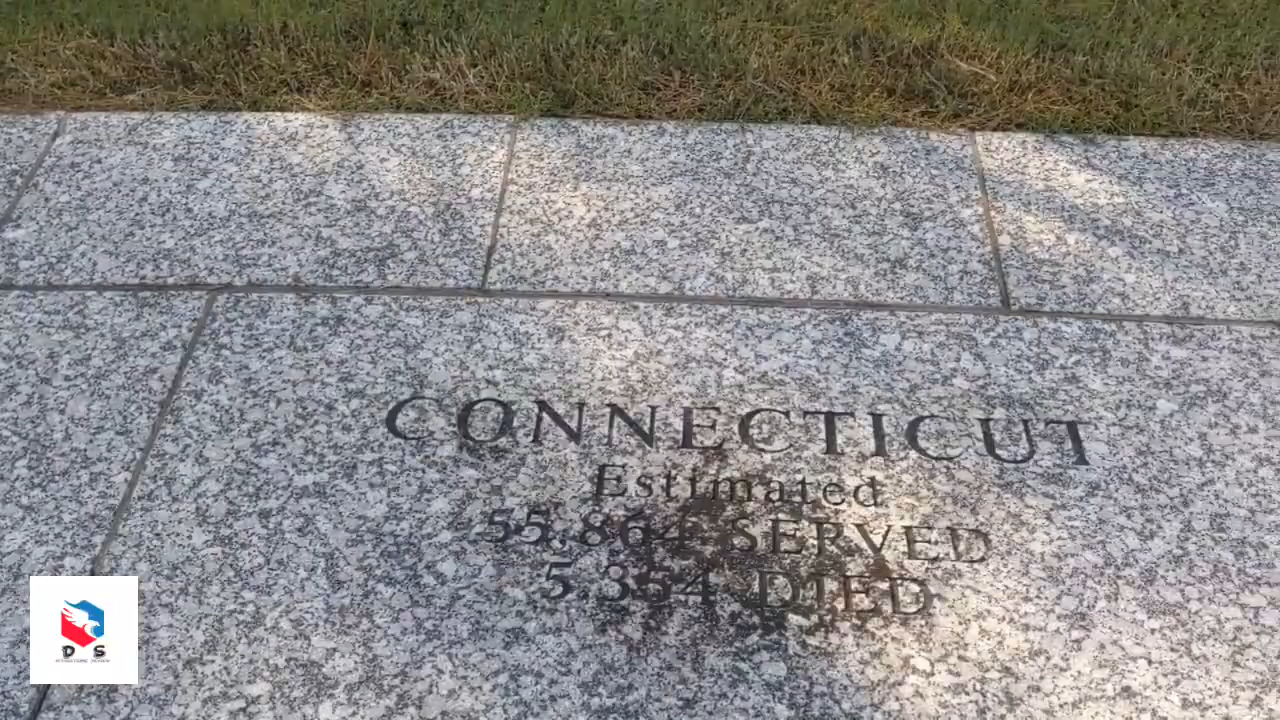 CONNECTICUT
Estimated
55,864 SERVED
5,354 DIED
D S